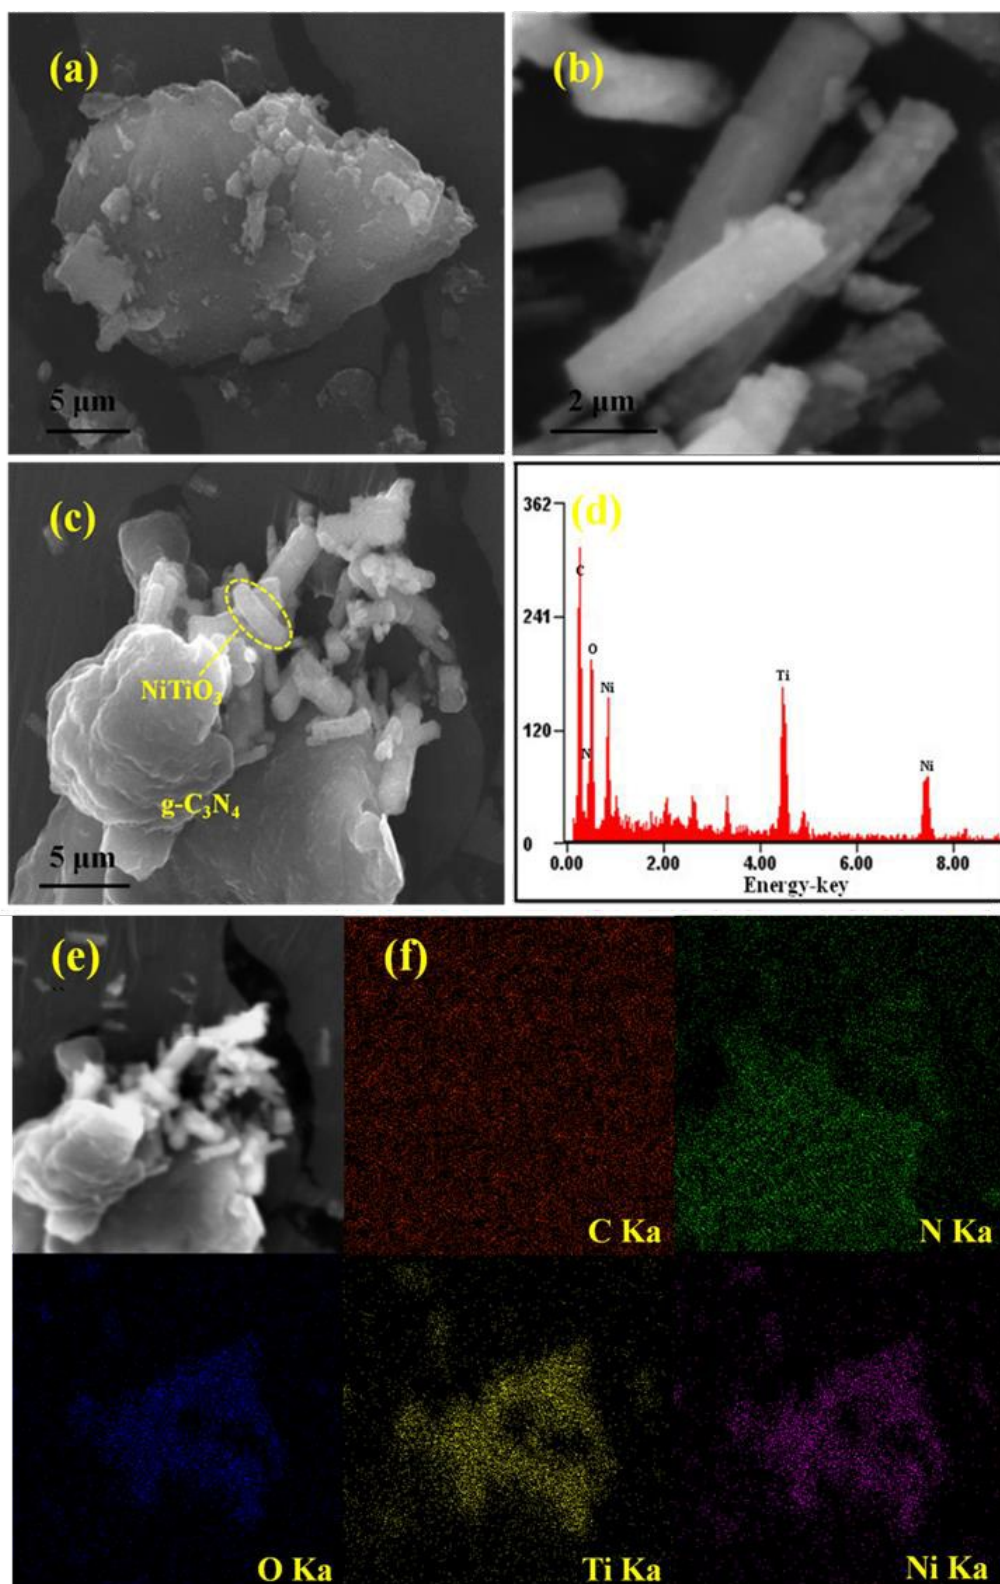 (a)
5 μm
(b)
2 μm
(c)
NiTiO₃
g-C₃N₄
5 μm
(d)
362
241
120
0
C
O
N
Ni
Ti
Ni
0.00 2.00 4.00 6.00 8.00
Energy-key
(e)
(f)
C Ka
N Ka
O Ka
Ti Ka
Ni Ka